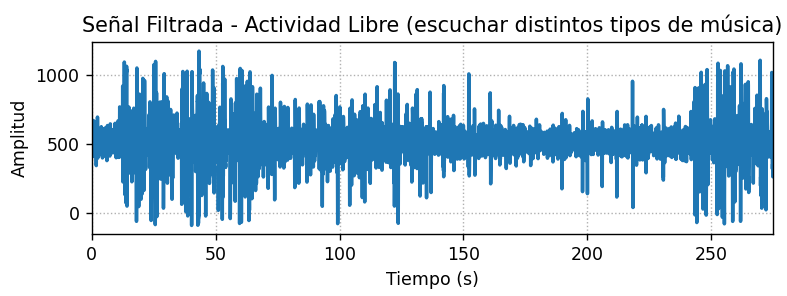 Señal Filtrada - Actividad Libre (escuchar distintos tipos de música)
Amplitud
1000
500
0
0 50 100 150 200 250
Tiempo (s)